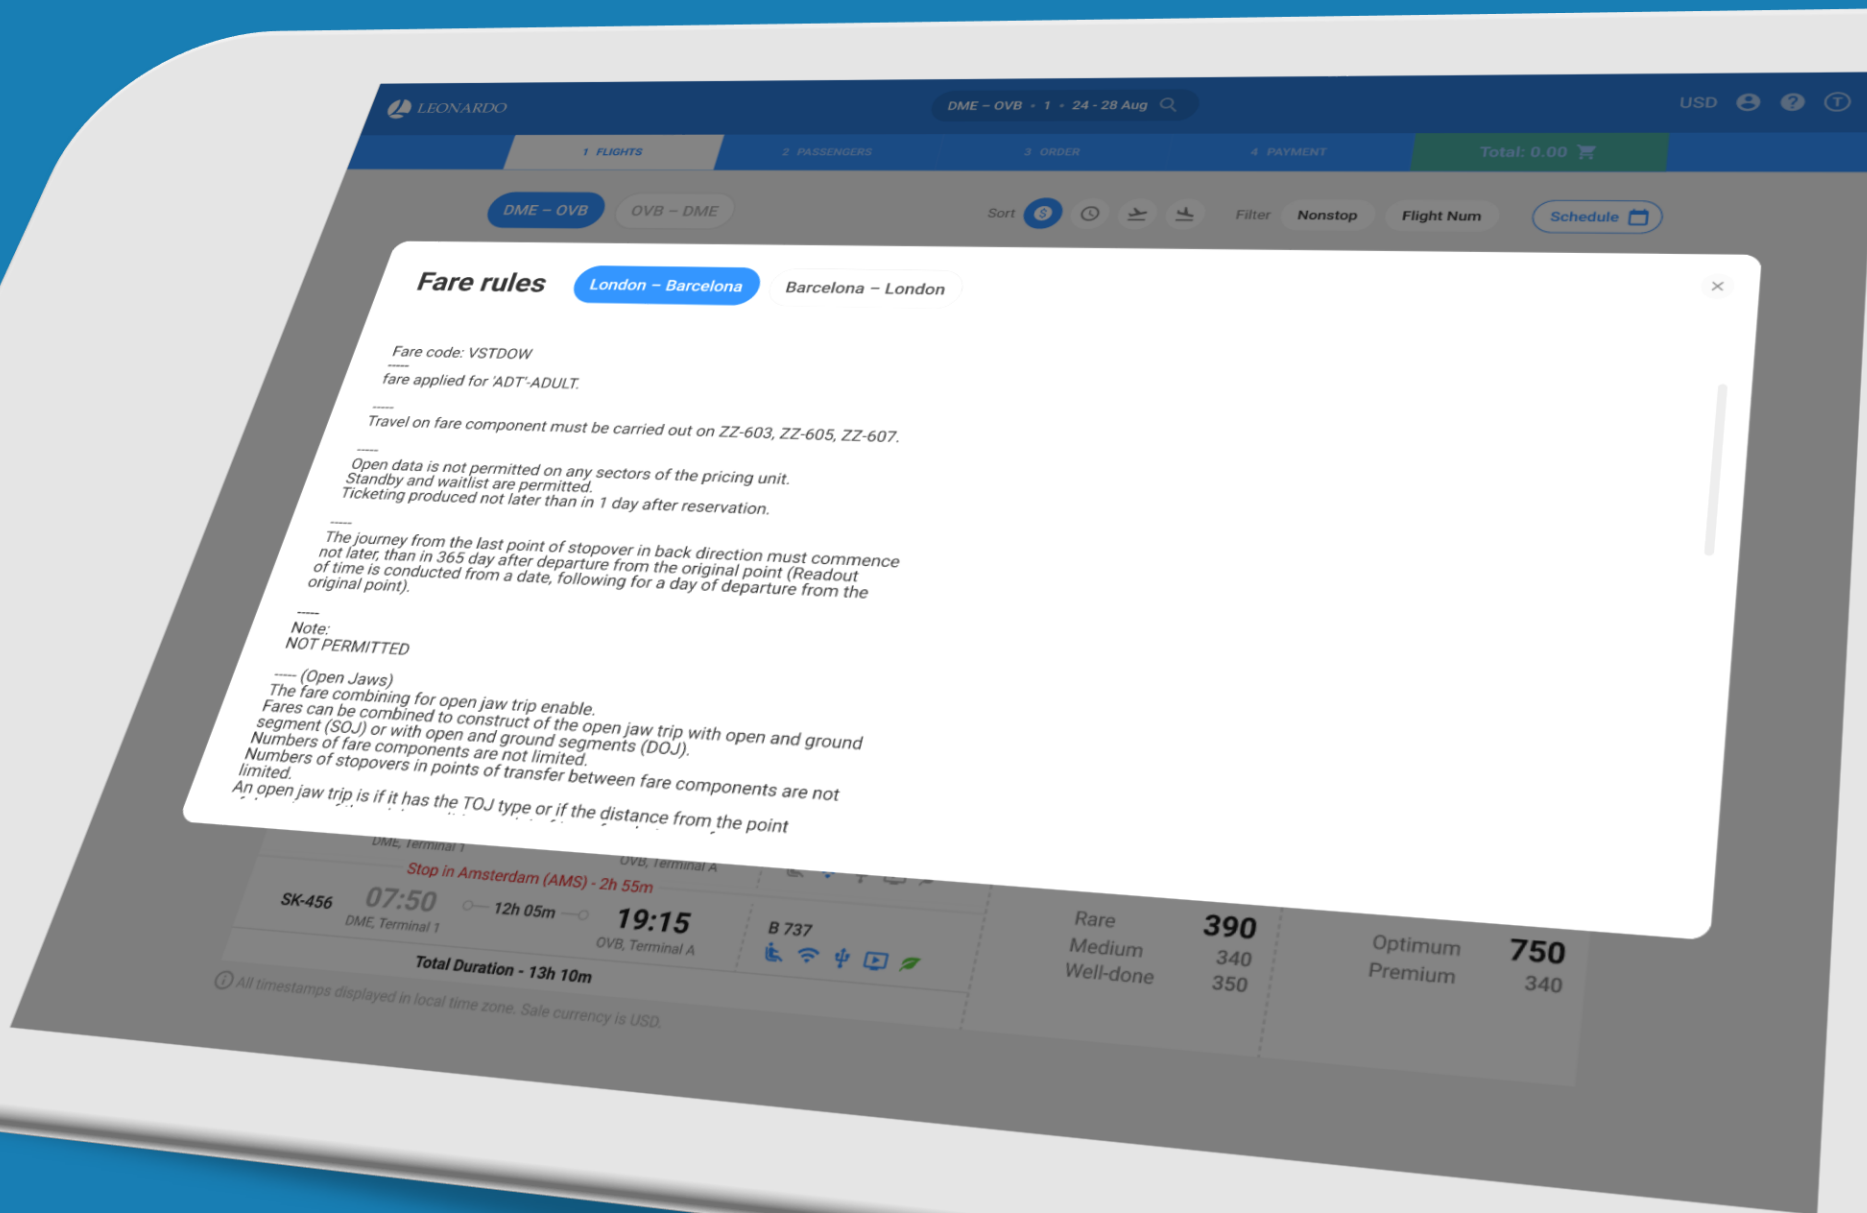 LEONARDO
DME – OVB - 1 - 24 - 28 Aug
USD
1 FLIGHTS
2 PASSENGERS
3 ORDER
4 PAYMENT
Total: 0.00
DME – OVB
OVB – DME
Sort
Filter
Nonstop
Flight Num
Schedule
Fare rules
London – Barcelona
Barcelona – London
Fare code: VSTDOW
-----
fare applied for 'ADT'-ADULT.
-----
Travel on fare component must be carried out on ZZ-603, ZZ-605, ZZ-607.
-----
Open data is not permitted on any sectors of the pricing unit.
Standby and waitlist are permitted.
Ticketing produced not later than in 1 day after reservation.
-----
The journey from the last point of stopover in back direction must commence
not later, than in 365 day after departure from the original point (Readout
of time is conducted from a date, following for a day of departure from the
original point).
-----
Note:
NOT PERMITTED
----- (Open Jaws)
The fare combining for open jaw trip enable.
Fares can be combined to construct of the open jaw trip with open and ground
segment (SOJ) or with open and ground segments (DOJ).
Numbers of fare components are not limited.
Numbers of stopovers in points of transfer between fare components are not
limited.
An open jaw trip is if it has the TOJ type or if the distance from the point
DME, Terminal 1
OVB, Terminal A
Stop in Amsterdam (AMS) - 2h 55m
SK-456
07:50
12h 05m
19:15
DME, Terminal 1
OVB, Terminal A
B 737
Total Duration - 13h 10m
Rare 390
Medium 340
Well-done 350
Optimum 750
Premium 340
All timestamps displayed in local time zone. Sale currency is USD.